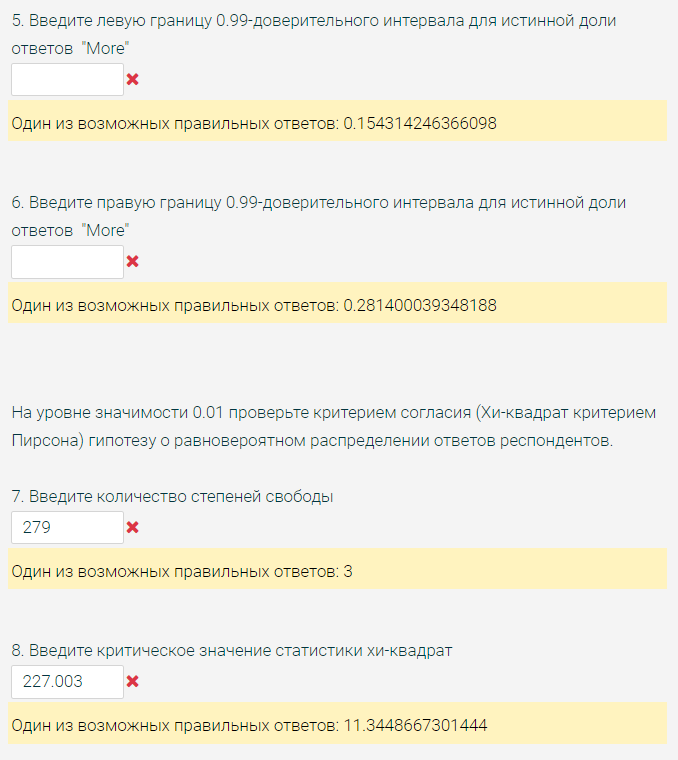 5. Введите левую границу 0.99-доверительного интервала для истинной доли
ответов "More"
Один из возможных правильных ответов: 0.154314246366098
6. Введите правую границу 0.99-доверительного интервала для истинной доли
ответов "More"
Один из возможных правильных ответов: 0.281400039348188
На уровне значимости 0.01 проверьте критерием согласия (Хи-квадрат критерием
Пирсона) гипотезу о равновероятном распределении ответов респондентов.
7. Введите количество степеней свободы
279
Один из возможных правильных ответов: 3
8. Введите критическое значение статистики хи-квадрат
227.003
Один из возможных правильных ответов: 11.3448667301444